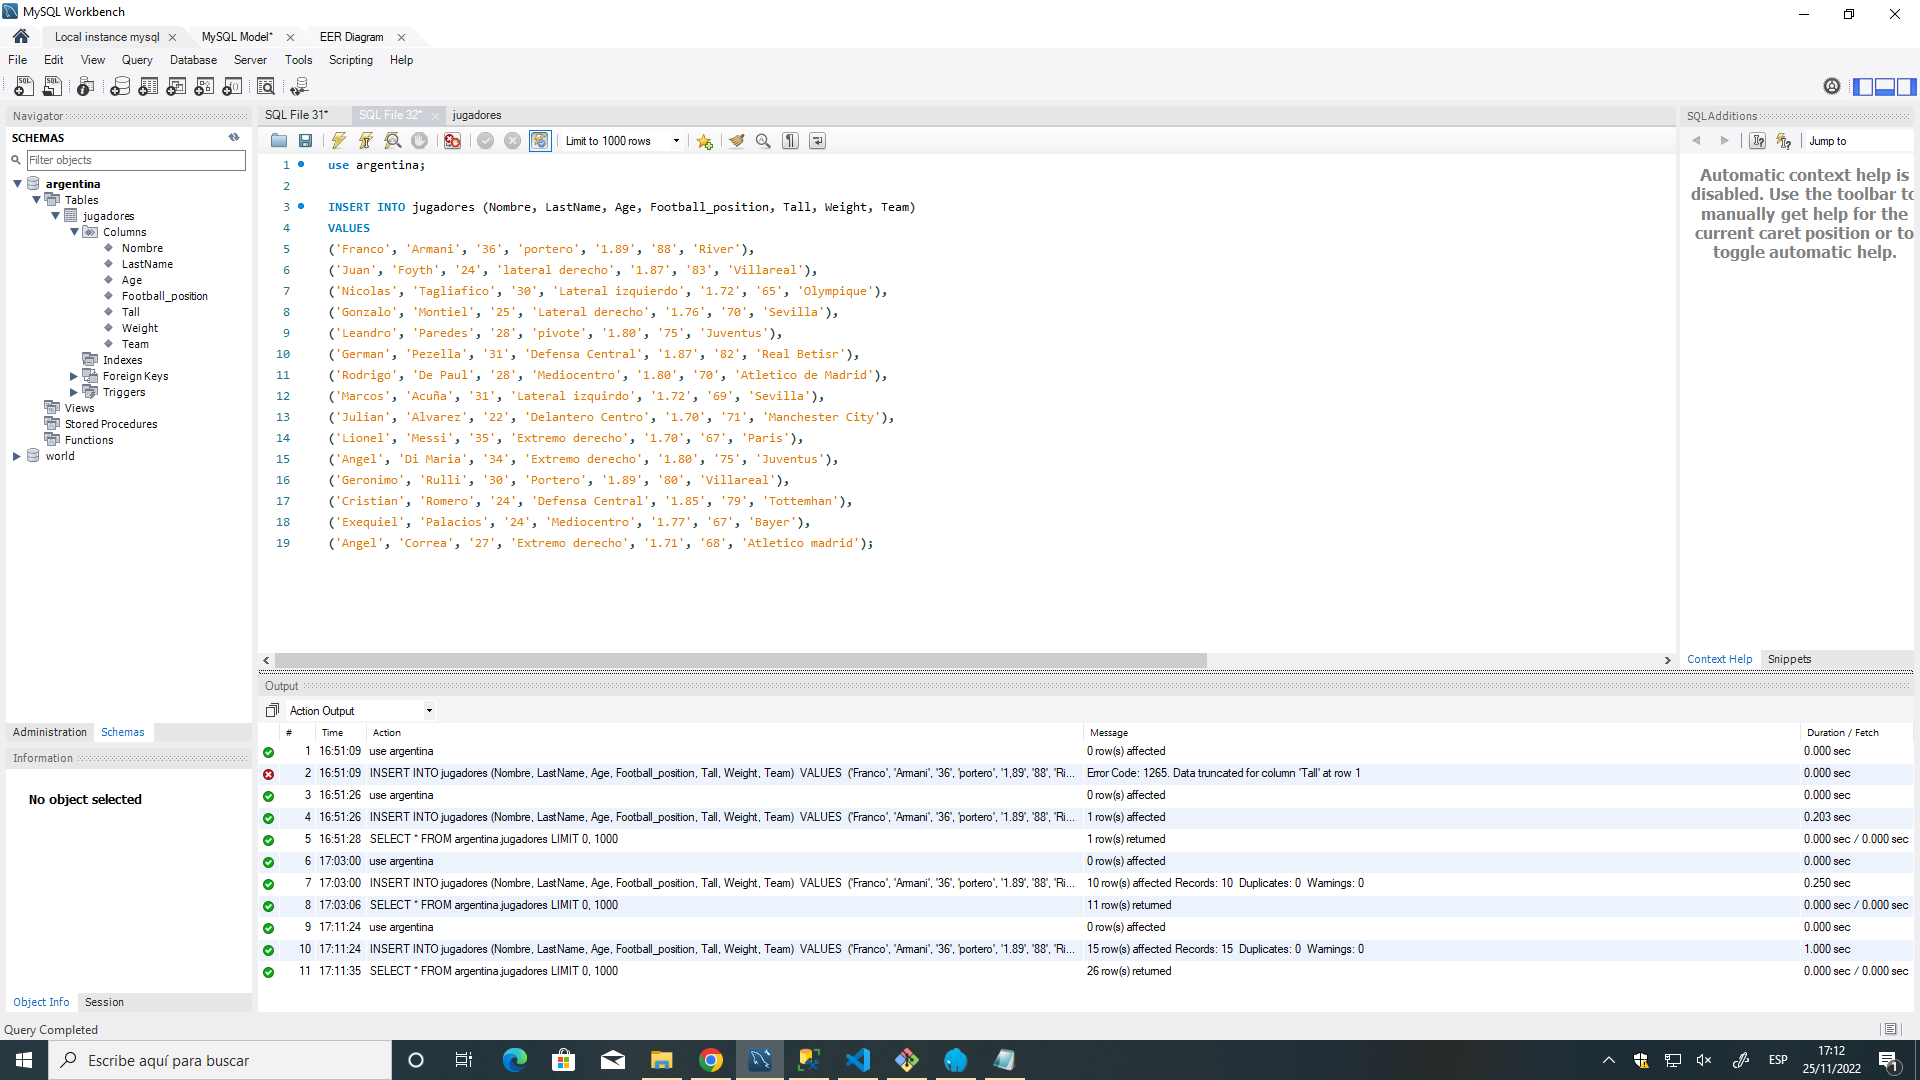 MySQL Workbench
Local instance mysql
MySQL Model*
EER Diagram
File Edit View Query Database Server Tools Scripting Help
Navigator
SCHEMAS
Filter objects
argentina
Tables
jugadores
Columns
Nombre
LastName
Age
Football_position
Tall
Weight
Team
Indexes
Foreign Keys
Triggers
Views
Stored Procedures
Functions
world
Administration Schemas
Information
No object selected
Object Info Session
Query Completed
SQL File 31* SQL File 32* jugadores
Limit to 1000 rows
1 use argentina;
2
3 INSERT INTO jugadores (Nombre, LastName, Age, Football_position, Tall, Weight, Team)
4 VALUES
5 ('Franco', 'Armani', '36', 'portero', '1.89', '88', 'River'),
6 ('Juan', 'Foyth', '24', 'lateral derecho', '1.87', '83', 'Villareal'),
7 ('Nicolas', 'Tagliafico', '30', 'Lateral izquierdo', '1.72', '65', 'Olympique'),
8 ('Gonzalo', 'Montiel', '25', 'Lateral derecho', '1.76', '70', 'Sevilla'),
9 ('Leandro', 'Paredes', '28', 'pivote', '1.80', '75', 'Juventus'),
10 ('German', 'Pezella', '31', 'Defensa Central', '1.87', '82', 'Real Betisr'),
11 ('Rodrigo', 'De Paul', '28', 'Mediocentro', '1.80', '70', 'Atletico de Madrid'),
12 ('Marcos', 'Acuña', '31', 'Lateral izquirdo', '1.72', '69', 'Sevilla'),
13 ('Julian', 'Alvarez', '22', 'Delantero Centro', '1.70', '71', 'Manchester City'),
14 ('Lionel', 'Messi', '35', 'Extremo derecho', '1.70', '67', 'Paris'),
15 ('Angel', 'Di Maria', '34', 'Extremo derecho', '1.80', '75', 'Juventus'),
16 ('Geronimo', 'Rulli', '30', 'Portero', '1.89', '80', 'Villareal'),
17 ('Cristian', 'Romero', '24', 'Defensa Central', '1.85', '79', 'Tottemhan'),
18 ('Exequiel', 'Palacios', '24', 'Mediocentro', '1.77', '67', 'Bayer'),
19 ('Angel', 'Correa', '27', 'Extremo derecho', '1.71', '68', 'Atletico madrid');
SQLAdditions
Jump to
Automatic context help is
disabled. Use the toolbar to
manually get help for the
current caret position or to
toggle automatic help.
Context Help Snippets
Output
Action Output
# Time Action Message Duration / Fetch
1 16:51:09 use argentina 0 row(s) affected 0.000 sec
2 16:51:09 INSERT INTO jugadores (Nombre, LastName, Age, Football_position, Tall, Weight, Team) VALUES ('Franco', 'Armani', '36', 'portero', '1,89', '88', 'Ri... Error Code: 1265. Data truncated for column 'Tall' at row 1 0.000 sec
3 16:51:26 use argentina 0 row(s) affected 0.000 sec
4 16:51:26 INSERT INTO jugadores (Nombre, LastName, Age, Football_position, Tall, Weight, Team) VALUES ('Franco', 'Armani', '36', 'portero', '1.89', '88', 'Ri... 1 row(s) affected 0.203 sec
5 16:51:28 SELECT * FROM argentina.jugadores LIMIT 0, 1000 1 row(s) returned 0.000 sec / 0.000 sec
6 17:03:00 use argentina 0 row(s) affected 0.000 sec
7 17:03:00 INSERT INTO jugadores (Nombre, LastName, Age, Football_position, Tall, Weight, Team) VALUES ('Franco', 'Armani', '36', 'portero', '1.89', '88', 'Ri... 10 row(s) affected Records: 10 Duplicates: 0 Warnings: 0 0.250 sec
8 17:03:06 SELECT * FROM argentina.jugadores LIMIT 0, 1000 11 row(s) returned 0.000 sec / 0.000 sec
9 17:11:24 use argentina 0 row(s) affected 0.000 sec
10 17:11:24 INSERT INTO jugadores (Nombre, LastName, Age, Football_position, Tall, Weight, Team) VALUES ('Franco', 'Armani', '36', 'portero', '1.89', '88', 'Ri... 15 row(s) affected Records: 15 Duplicates: 0 Warnings: 0 1.000 sec
11 17:11:35 SELECT * FROM argentina.jugadores LIMIT 0, 1000 26 row(s) returned 0.000 sec / 0.000 sec
Escribe aquí para buscar
ESP
17:12
25/11/2022
1